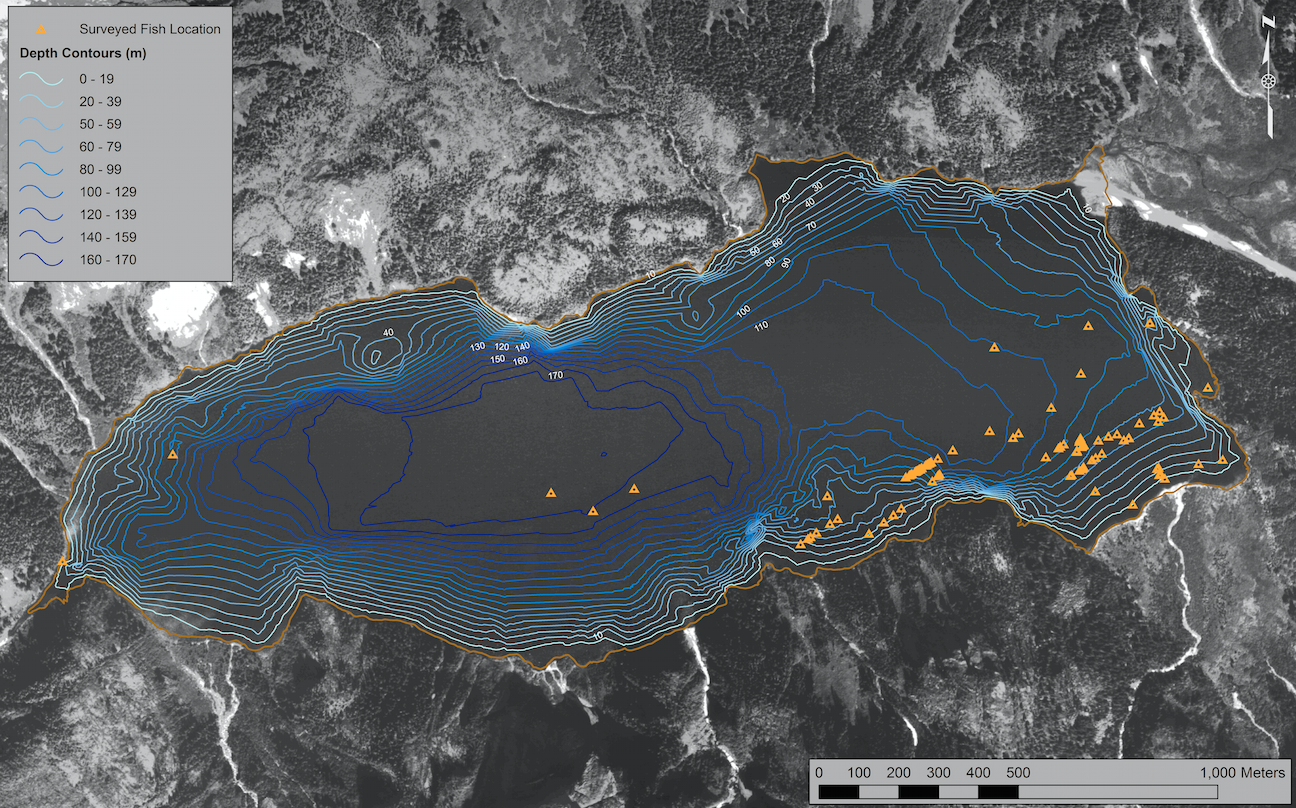 Surveyed Fish Location
Depth Contours (m)
0 - 19
20 - 39
50 - 59
60 - 79
80 - 99
100 - 129
120 - 139
140 - 159
160 - 170
N
20 30
40
70
10
50 60
80 90
10
100
110
40
130 120 140
150 160
170
10
0 100 200 300 400 500 1,000 Meters